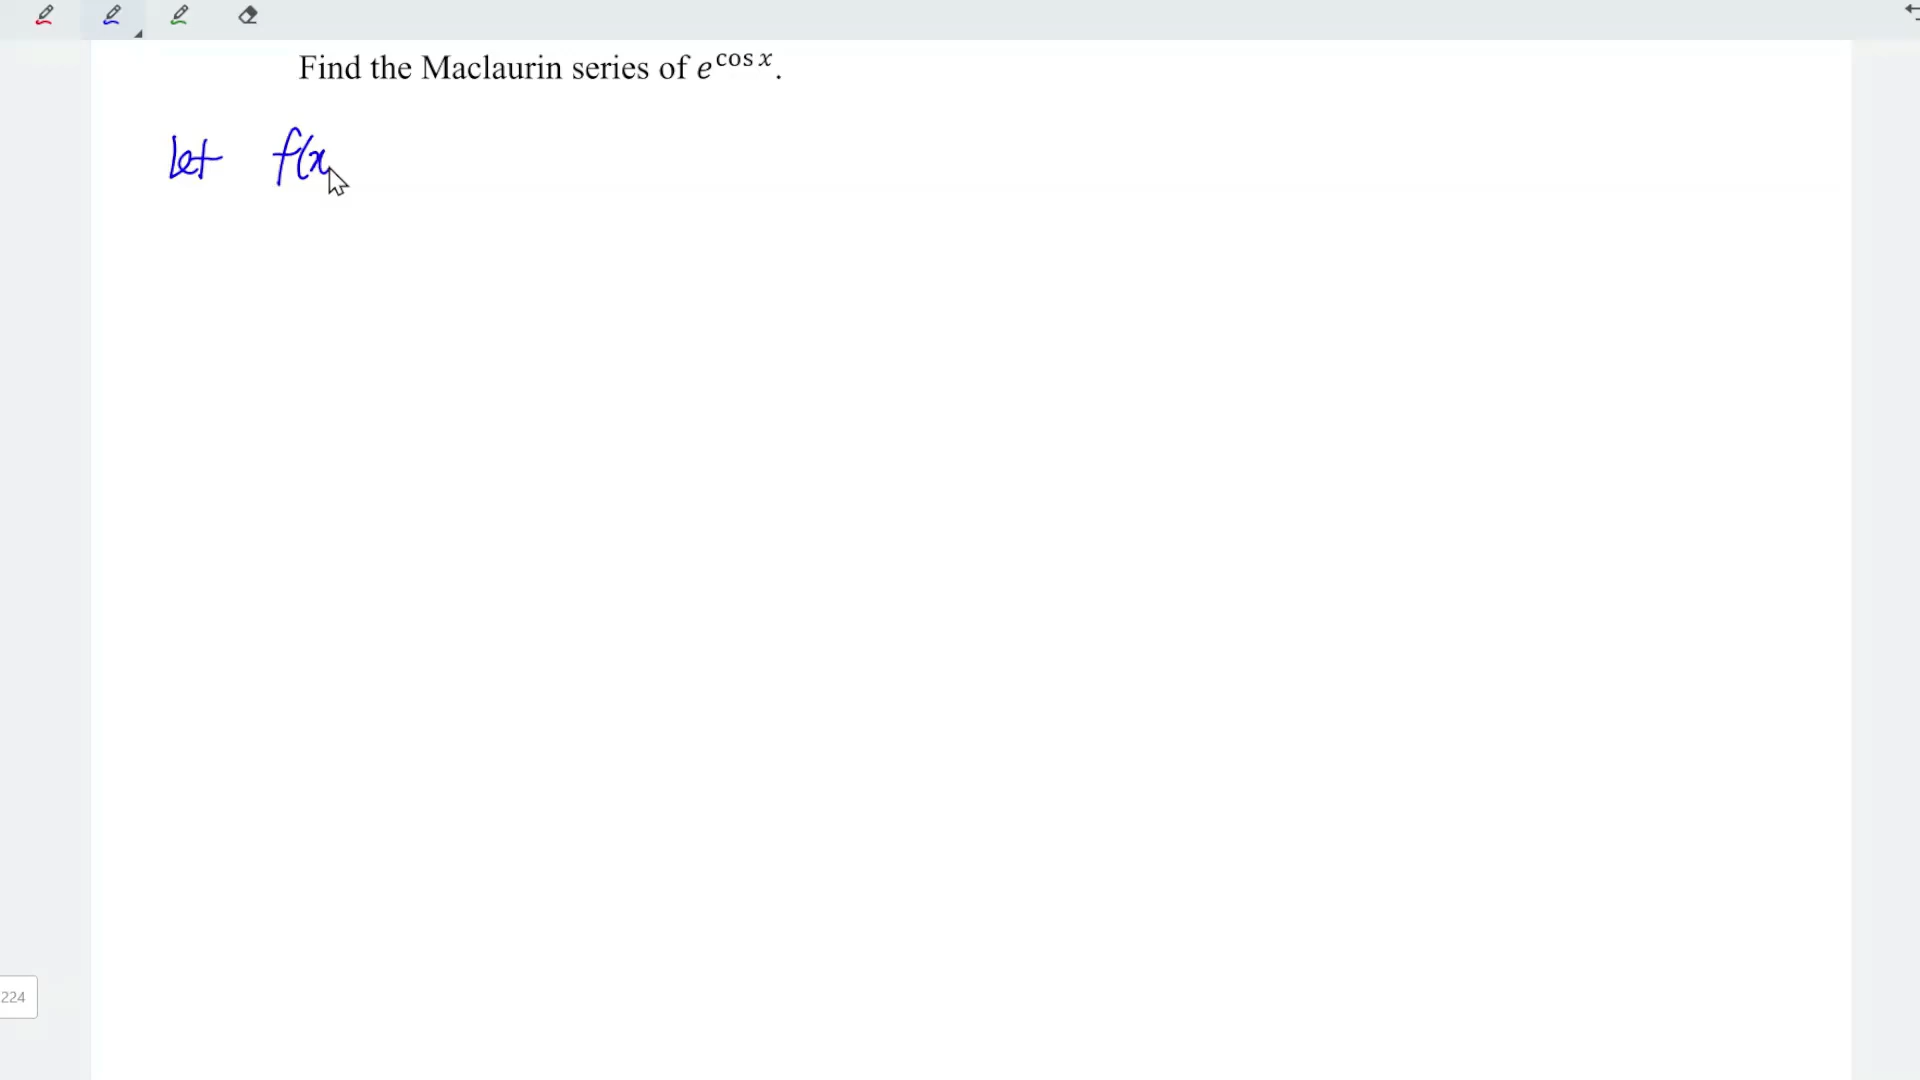 Find the Maclaurin series of e^{cos x}.
let f(x
224